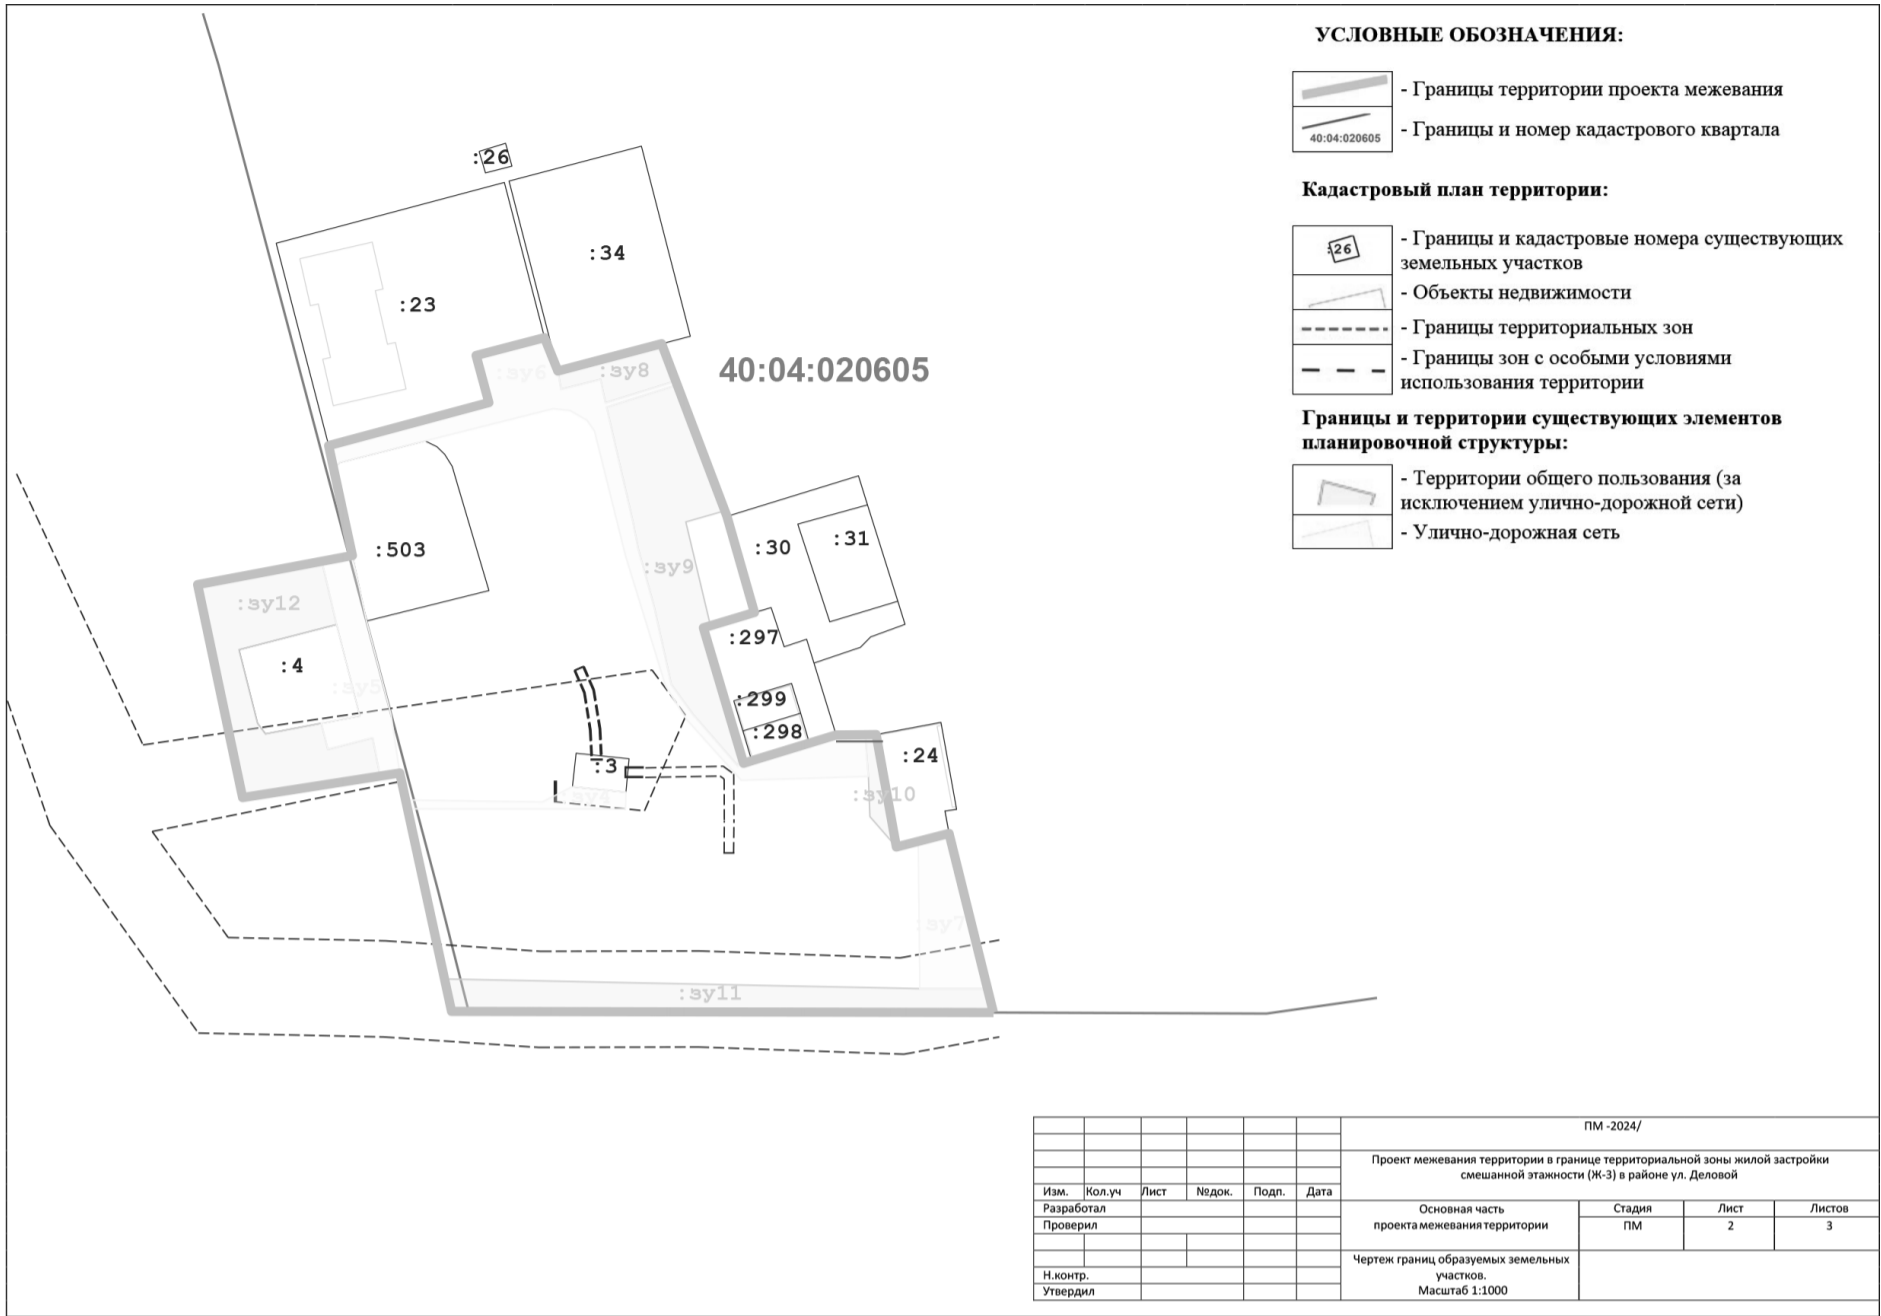 УСЛОВНЫЕ ОБОЗНАЧЕНИЯ:
- Границы территории проекта межевания
40:04:020605
- Границы и номер кадастрового квартала
Кадастровый план территории:
:26
- Границы и кадастровые номера существующих
земельных участков
- Объекты недвижимости
- Границы территориальных зон
- Границы зон с особыми условиями
использования территории
Границы и территории существующих элементов
планировочной структуры:
- Территории общего пользования (за
исключением улично-дорожной сети)
- Улично-дорожная сеть
:26
:34
:23
:зу6
:зу8
40:04:020605
:503
:30
:31
:зу9
:зу12
:297
:4
:зу5
:299
:298
:24
:3
:зу4
:зу10
:зу7
:зу11
ПМ -2024/
Проект межевания территории в границе территориальной зоны жилой застройки
смешанной этажности (Ж-3) в районе ул. Деловой
Изм. Кол.уч Лист №док. Подп. Дата
Разработал
Проверил
Н.контр.
Утвердил
Основная часть
проекта межевания территории
Стадия Лист Листов
ПМ 2 3
Чертеж границ образуемых земельных
участков.
Масштаб 1:1000